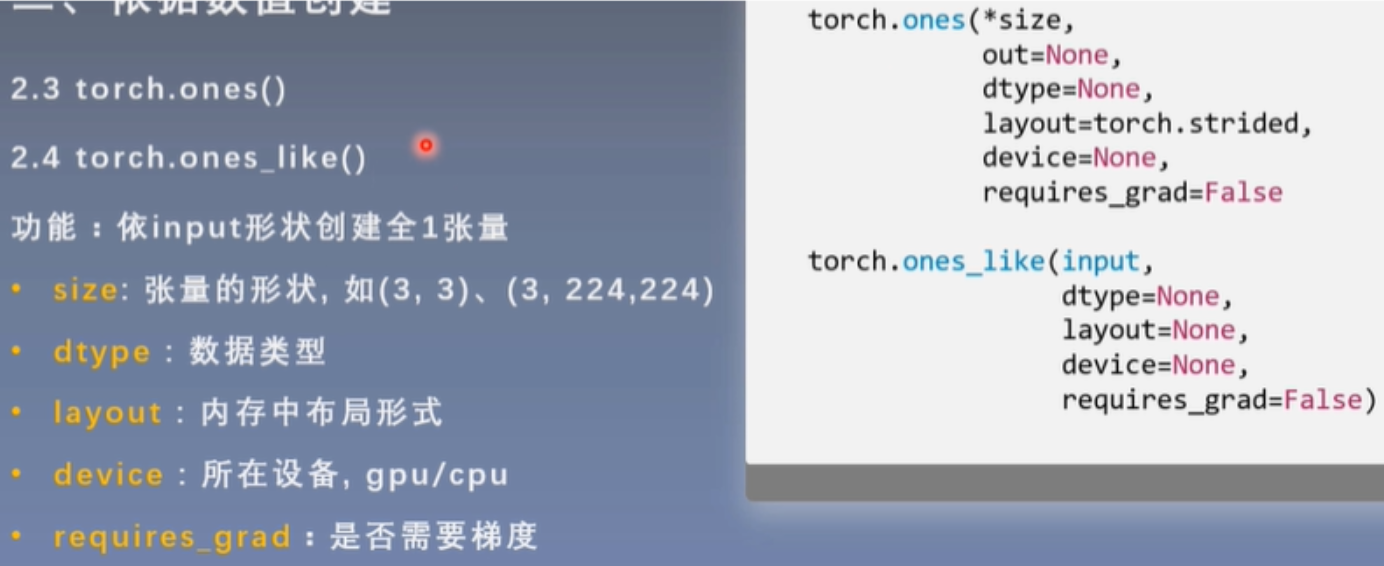 二、依据数值创建
2.3 torch.ones()
2.4 torch.ones_like()
功能：依input形状创建全1张量
• size: 张量的形状, 如(3, 3)、(3, 224,224)
• dtype : 数据类型
• layout : 内存中布局形式
• device : 所在设备, gpu/cpu
• requires_grad : 是否需要梯度
torch.ones(*size,
out=None,
dtype=None,
layout=torch.strided,
device=None,
requires_grad=False
torch.ones_like(input,
dtype=None,
layout=None,
device=None,
requires_grad=False)